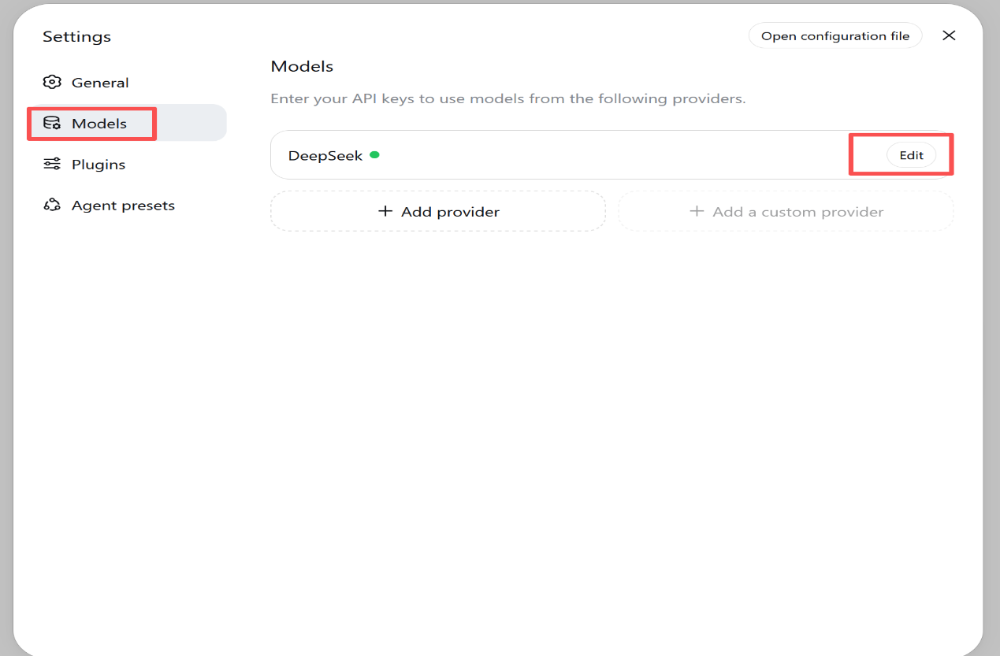 Settings
Open configuration file
General
Models
Plugins
Agent presets
Models
Enter your API keys to use models from the following providers.
DeepSeek
Edit
Add provider
Add a custom provider